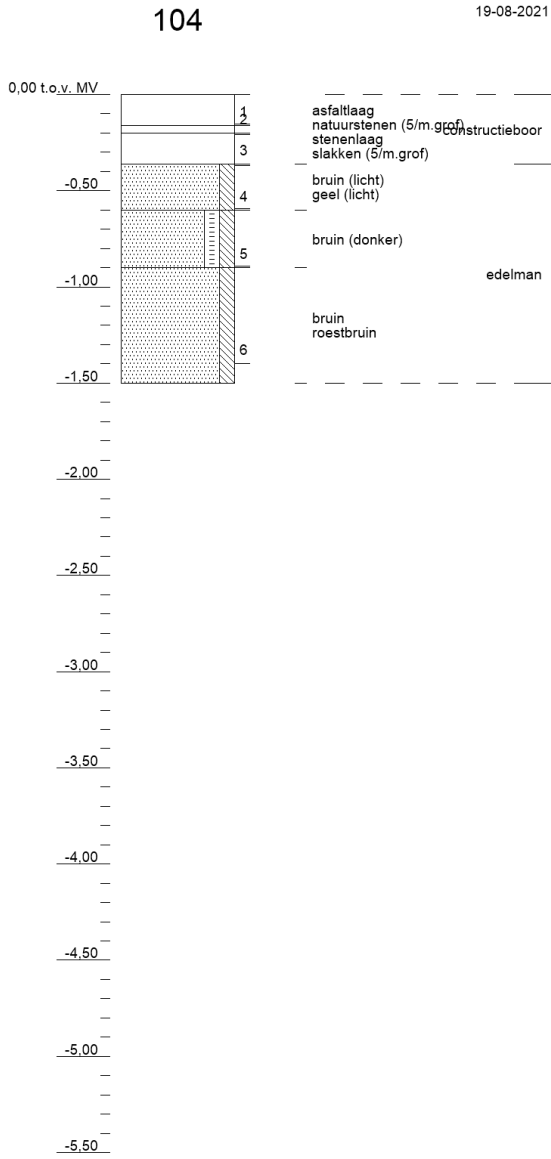 104
19-08-2021
0,00 t.o.v. MV
1
asfaltlaag
2
natuurstenen (5/m.grof)
constructieboor
stenenlaag
3
slakken (5/m.grof)
bruin (licht)
-0,50
4
geel (licht)
bruin (donker)
5
edelman
-1,00
bruin
roestbruin
6
-1,50
-2,00
-2,50
-3,00
-3,50
-4,00
-4,50
-5,00
-5,50